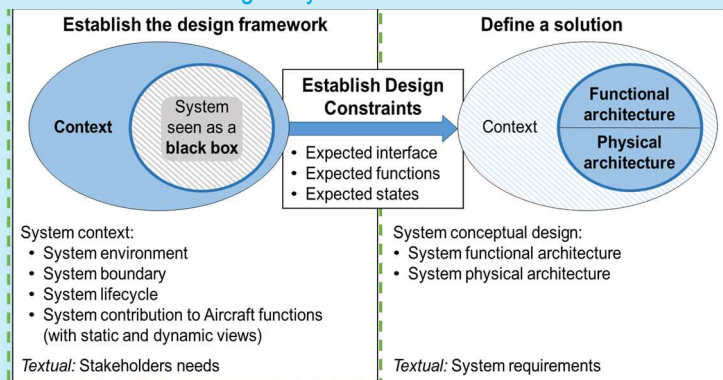 Establish the design framework
Define a solution
Context
System
seen as a
black box
Establish Design
Constraints
• Expected interface
• Expected functions
• Expected states
Context
Functional
architecture
Physical
architecture
System context:
• System environment
• System boundary
• System lifecycle
• System contribution to Aircraft functions
(with static and dynamic views)
Textual: Stakeholders needs
System conceptual design:
• System functional architecture
• System physical architecture
Textual: System requirements